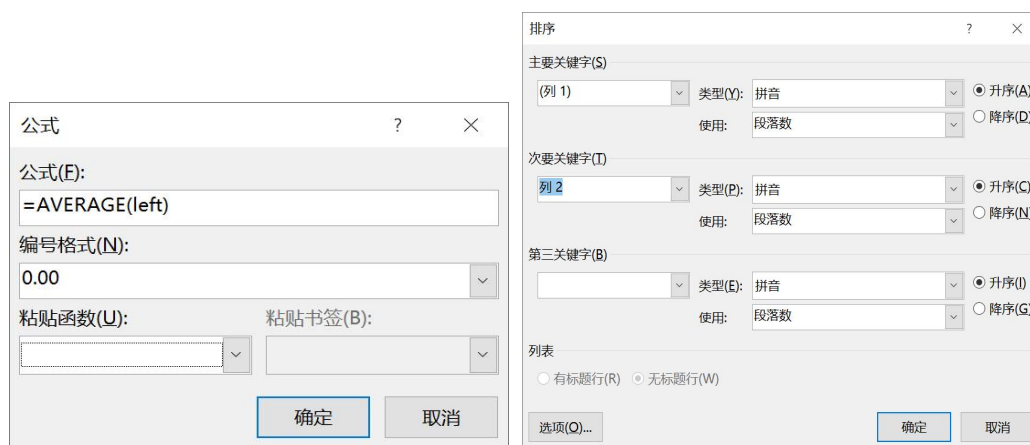 公式 ? ×
公式(F):
=AVERAGE(left)
编号格式(N):
0.00
粘贴函数(U): 粘贴书签(B):
确定 取消
排序 ? ×
主要关键字(S)
(列 1) 类型(Y): 拼音 升序(A)
使用: 段落数 降序(D)
次要关键字(T)
列 2 类型(P): 拼音 升序(C)
使用: 段落数 降序(N)
第三关键字(B)
类型(E): 拼音 升序(I)
使用: 段落数 降序(G)
列表
有标题行(R) 无标题行(W)
选项(O)... 确定 取消